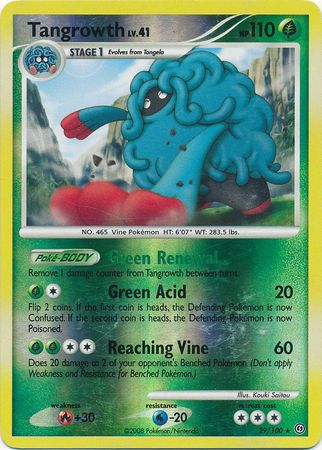 Tangrowth LV.41 HP 110
STAGE 1 Evolves from Tangela
NO. 465 Vine Pokémon HT: 6'07" WT: 283.5 lbs.
Poké-BODY Green Renewal
Remove 1 damage counter from Tangrowth between turns.
Green Acid 20
Flip 2 coins. If the first coin is heads, the Defending Pokémon is now
Confused. If the second coin is heads, the Defending Pokémon is now
Poisoned.
Reaching Vine 60
Does 20 damage to 2 of your opponent's Benched Pokémon (Don't apply
Weakness and Resistance for Benched Pokémon.)
weakness resistance retreat cost
+30 -20
Illus. Kouki Saitou
©2008 Pokémon/Nintendo 29/100 ★